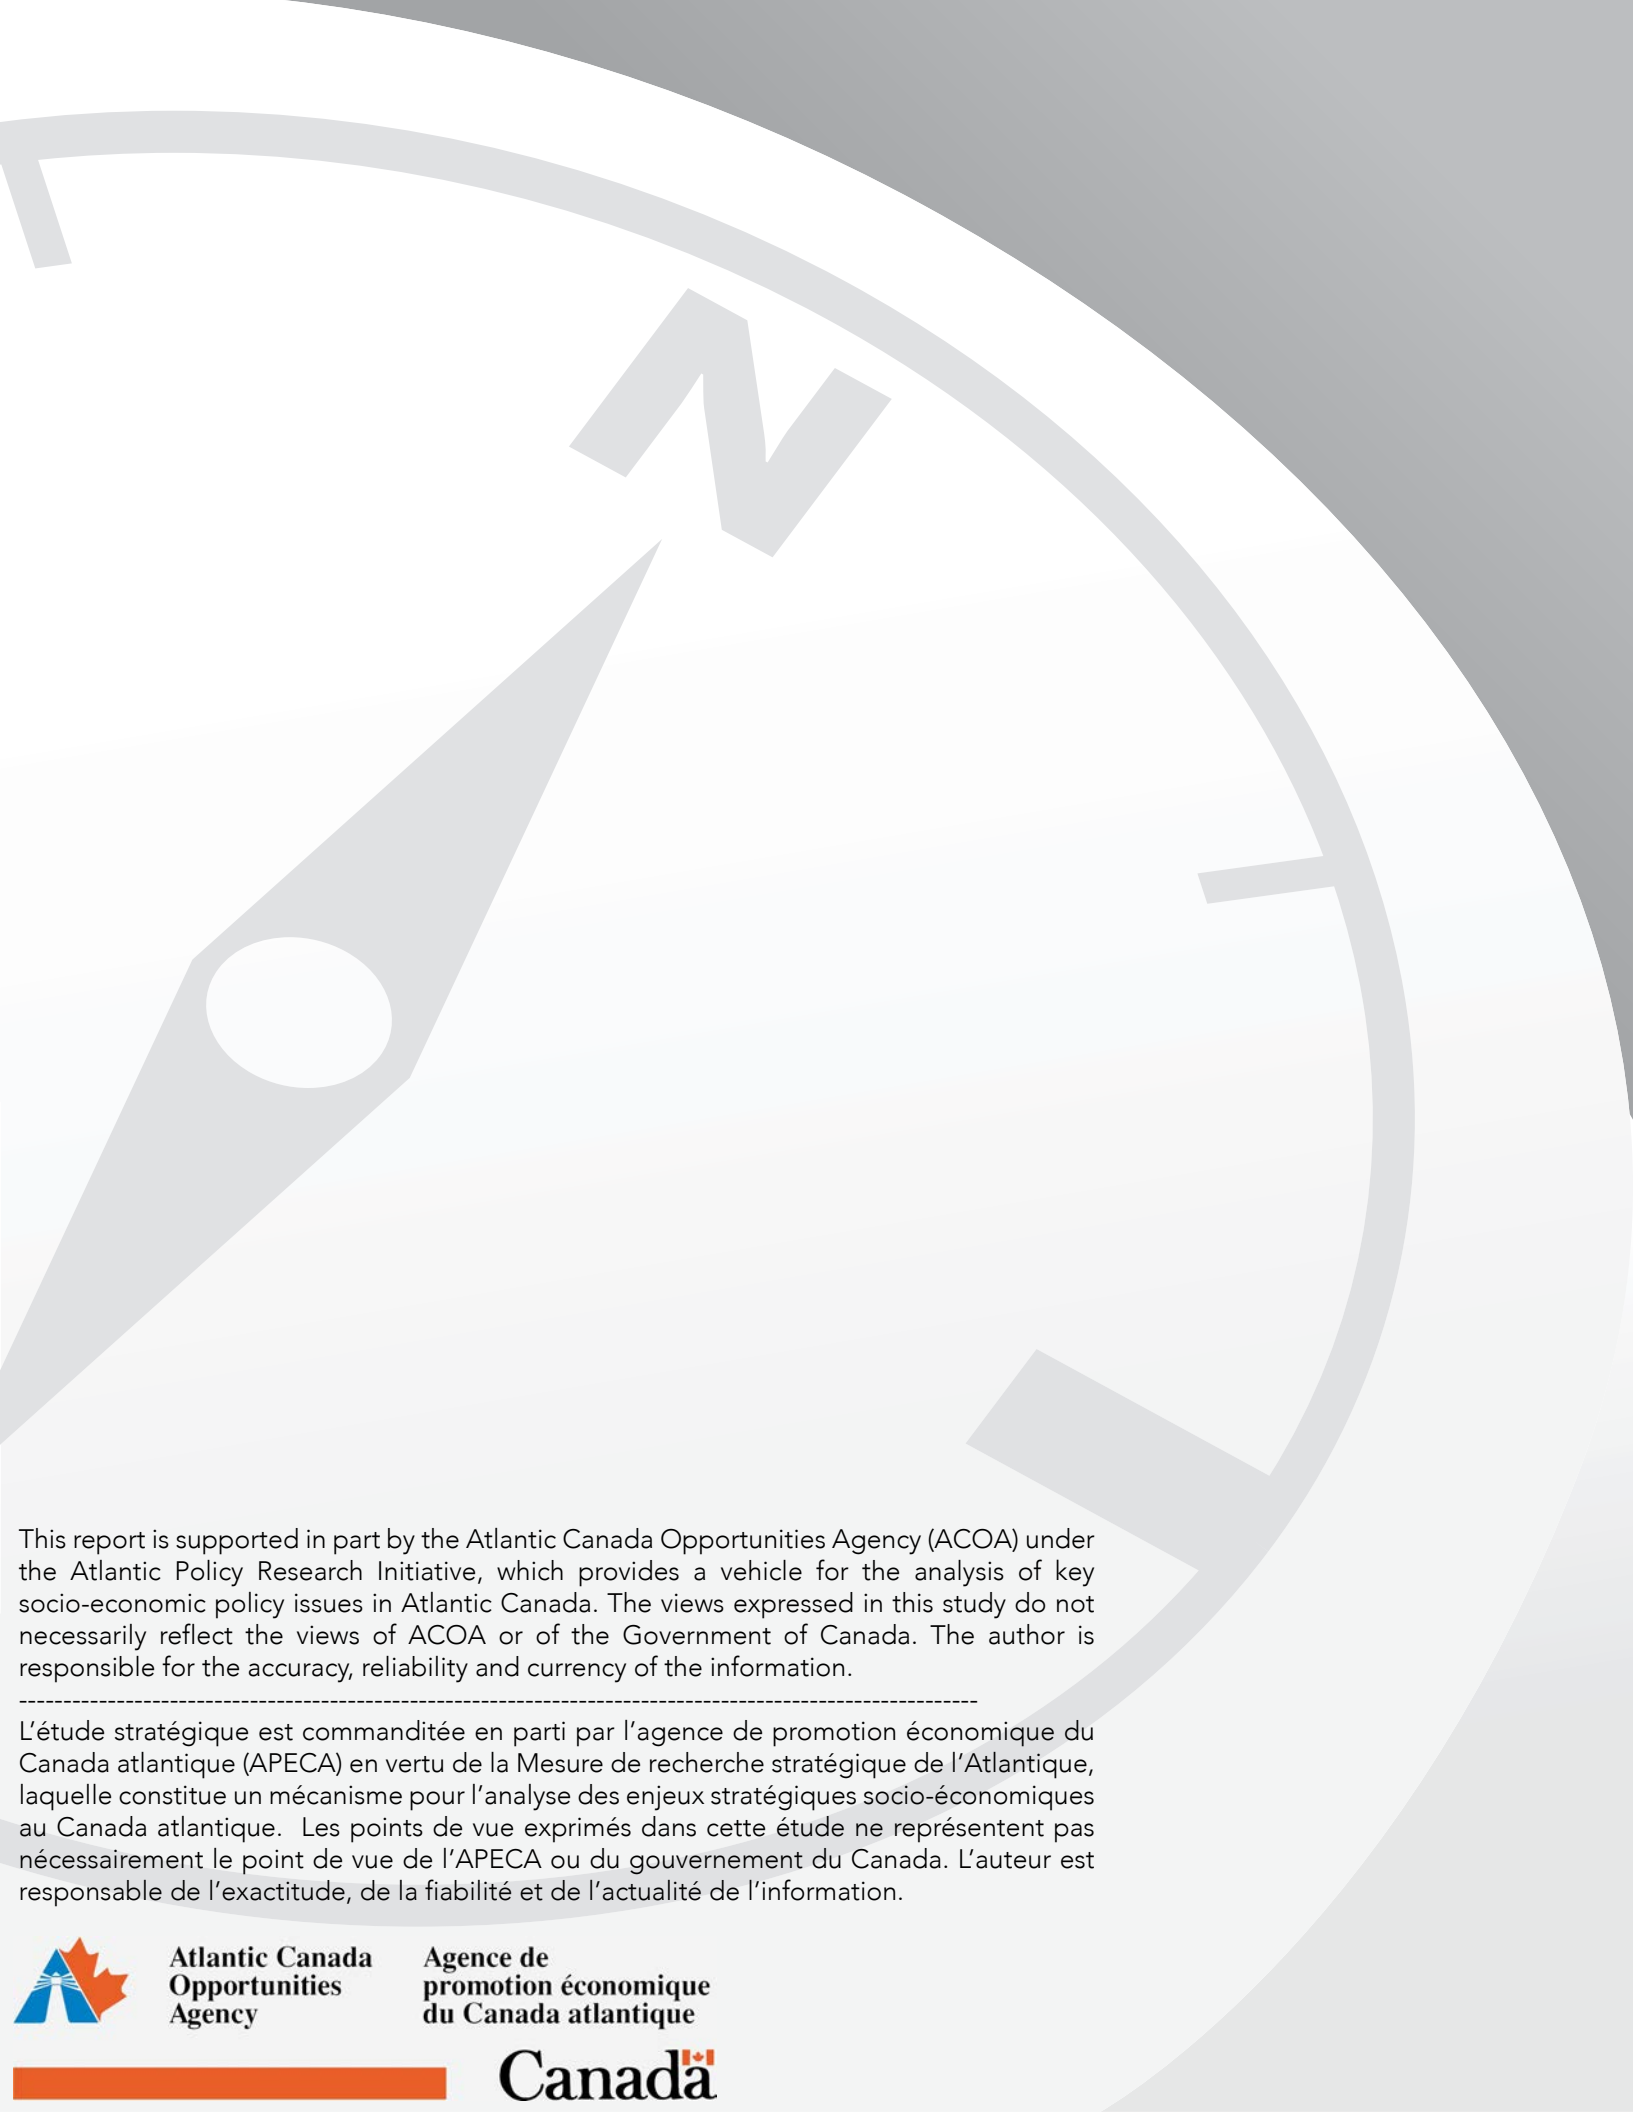 N
This report is supported in part by the Atlantic Canada Opportunities Agency (ACOA) under
the Atlantic Policy Research Initiative, which provides a vehicle for the analysis of key
socio-economic policy issues in Atlantic Canada. The views expressed in this study do not
necessarily reflect the views of ACOA or of the Government of Canada. The author is
responsible for the accuracy, reliability and currency of the information.
------------------------------------------------------------------------------------------------------------
L'étude stratégique est commanditée en parti par l'agence de promotion économique du
Canada atlantique (APECA) en vertu de la Mesure de recherche stratégique de l'Atlantique,
laquelle constitue un mécanisme pour l'analyse des enjeux stratégiques socio-économiques
au Canada atlantique.  Les points de vue exprimés dans cette étude ne représentent pas
nécessairement le point de vue de l'APECA ou du gouvernement du Canada. L'auteur est
responsable de l'exactitude, de la fiabilité et de l'actualité de l'information.
Atlantic Canada
Opportunities
Agency
Agence de
promotion économique
du Canada atlantique
Canada